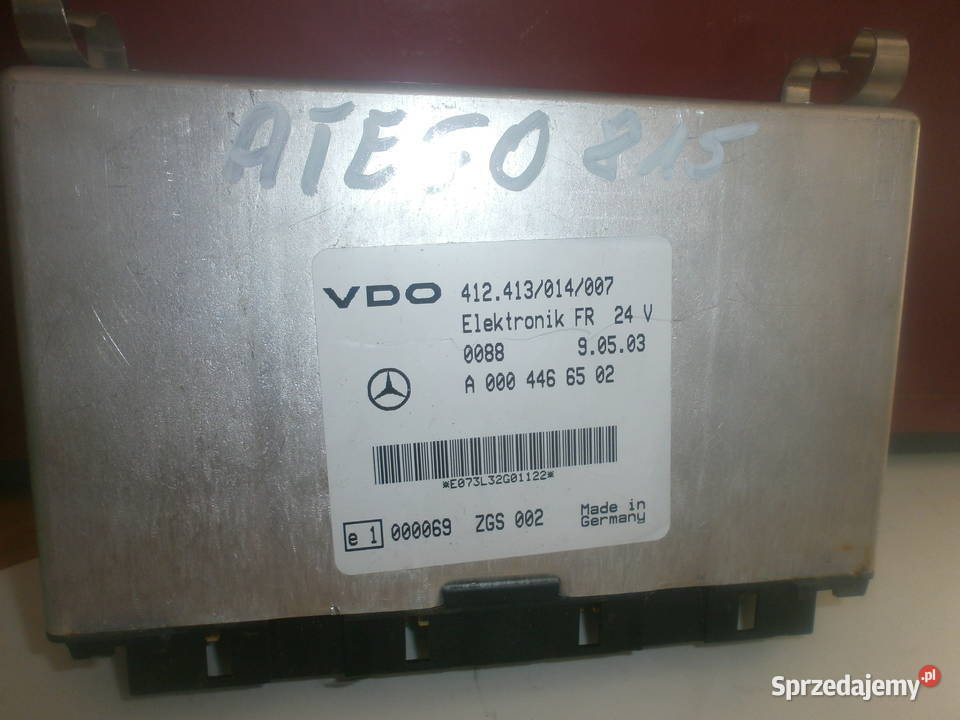 ATEGO 815
VDO 412.413/014/007
Elektronik FR 24 V
0088 9.05.03
A 000 446 65 02
*E073L32G01122*
e 1 000069 ZGS 002 Made in
Germany
Sprzedajemy.pl